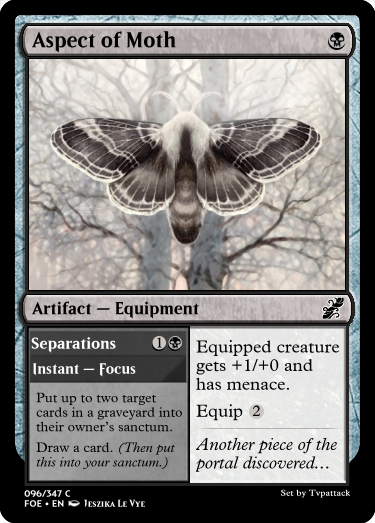 Aspect of Moth
Artifact — Equipment
Separations 1
Instant — Focus
Put up to two target
cards in a graveyard into
their owner's sanctum.
Draw a card. (Then put
this into your sanctum.)
Equipped creature
gets +1/+0 and
has menace.
Equip 2
Another piece of the
portal discovered…
096/347 C
FOE • EN Jeszika Le Vye
Set by Tvpattack